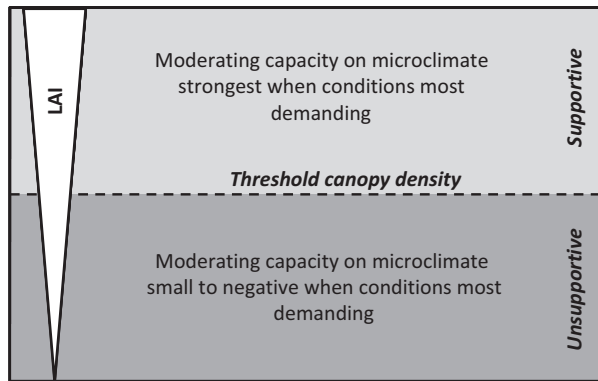 LAI
Moderating capacity on microclimate
strongest when conditions most
demanding
Supportive
Threshold canopy density
Moderating capacity on microclimate
small to negative when conditions most
demanding
Unsupportive